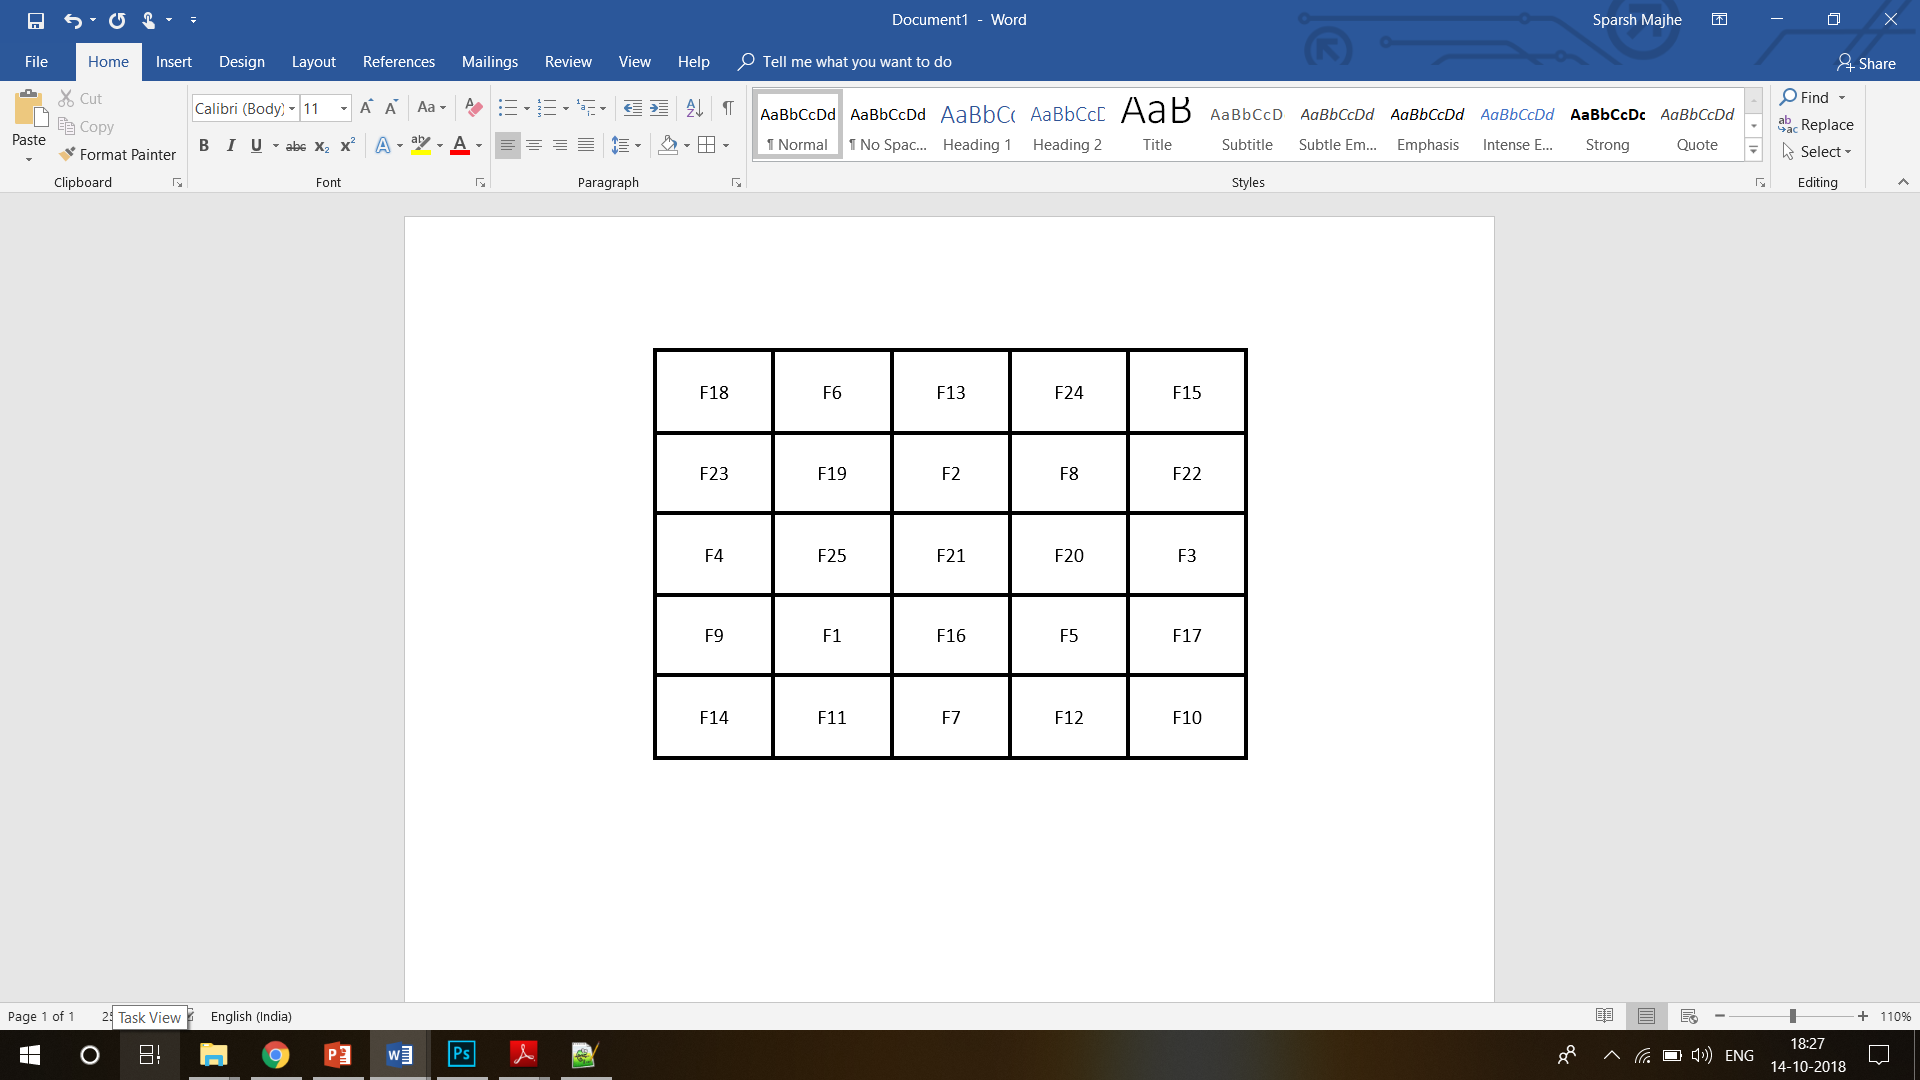 Document1 - Word
Sparsh Majhe
File Home Insert Design Layout References Mailings Review View Help Tell me what you want to do Share
Paste
Cut
Copy
Format Painter
Clipboard
Calibri (Body) 11
Font
Paragraph
AaBbCcDd AaBbCcDd AaBbCc AaBbCcD AaB AaBbCcD AaBbCcDd AaBbCcDd AaBbCcDd AaBbCcDc AaBbCcDd
¶ Normal ¶ No Spac... Heading 1 Heading 2 Title Subtitle Subtle Em... Emphasis Intense E... Strong Quote
Styles
Find
Replace
Select
Editing
F18 F6 F13 F24 F15
F23 F19 F2 F8 F22
F4 F25 F21 F20 F3
F9 F1 F16 F5 F17
F14 F11 F7 F12 F10
Page 1 of 1 English (India) 110%
Task View
ENG
18:27
14-10-2018